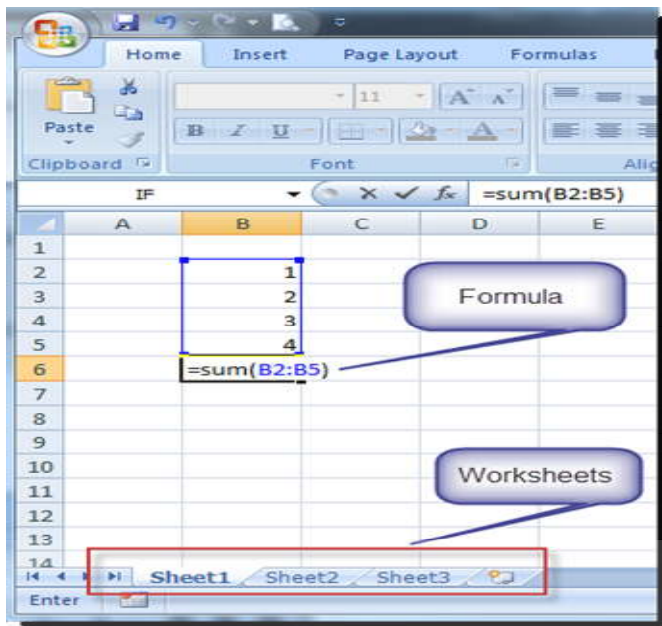 Home Insert Page Layout Formulas
11 A A
Paste B I U A
Clipboard Font Alig
IF fx =sum(B2:B5)
A B C D E
1
2 1
3 2 Formula
4 3
5 4
6 =sum(B2:B5)
7
8
9
10 Worksheets
11
12
13
14
Sheet1 Sheet2 Sheet3
Enter